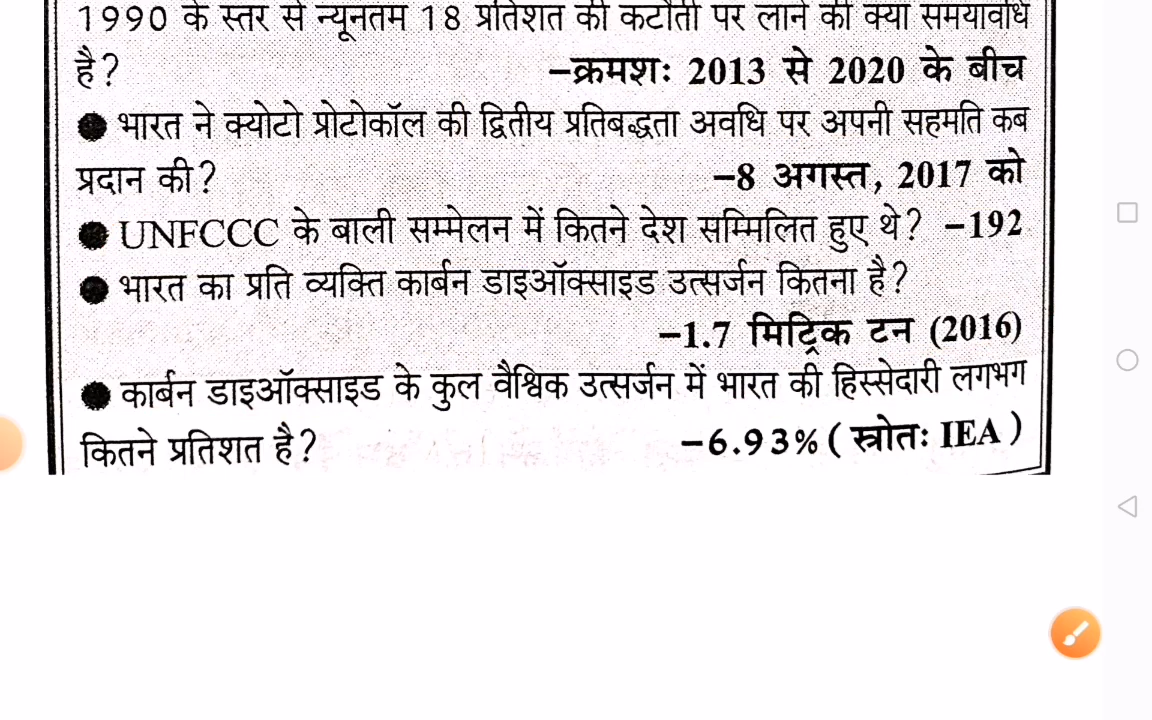 1990 के स्तर से न्यूनतम 18 प्रतिशत की कटौती पर लाने की क्या समयावधि
है? –क्रमशः 2013 से 2020 के बीच
● भारत ने क्योटो प्रोटोकॉल की द्वितीय प्रतिबद्धता अवधि पर अपनी सहमति कब
प्रदान की? –8 अगस्त, 2017 को
● UNFCCC के बाली सम्मेलन में कितने देश सम्मिलित हुए थे? –192
● भारत का प्रति व्यक्ति कार्बन डाइऑक्साइड उत्सर्जन कितना है?
–1.7 मिट्रिक टन (2016)
● कार्बन डाइऑक्साइड के कुल वैश्विक उत्सर्जन में भारत की हिस्सेदारी लगभग
कितने प्रतिशत है? –6.93% (स्त्रोतः IEA)